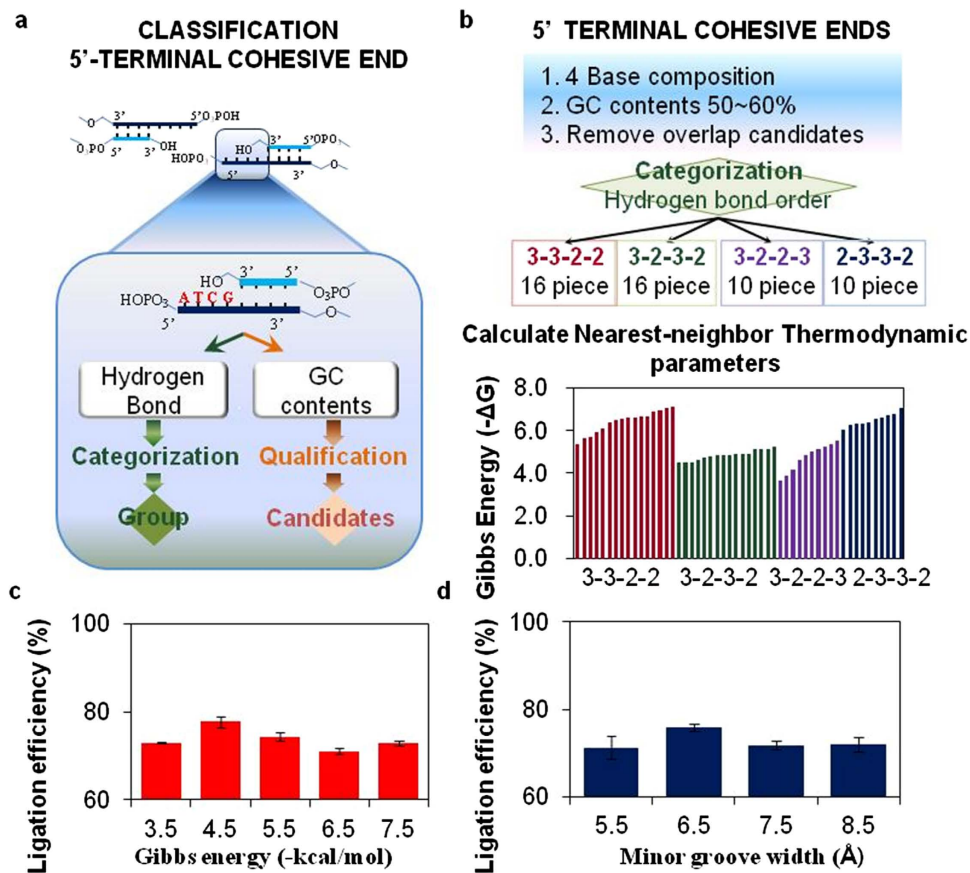 a
CLASSIFICATION
5’-TERMINAL COHESIVE END
3’ 5’O3POH
O
O3PO 5’ 3’ OH
HOPO3 HO 3’ 5’OPO3
5’ 3’ O
3’ 5’
HO
O3PO
A T C G
HOPO3
O
5’ 3’
Hydrogen
Bond
GC
contents
Categorization
Qualification
Group
Candidates
b
5’ TERMINAL COHESIVE ENDS
1. 4 Base composition
2. GC contents 50~60%
3. Remove overlap candidates
Categorization
Hydrogen bond order
3-3-2-2
16 piece
3-2-3-2
16 piece
3-2-2-3
10 piece
2-3-3-2
10 piece
Calculate Nearest-neighbor Thermodynamic
parameters
Gibbs Energy (-ΔG)
8.0
6.0
4.0
2.0
0.0
3-3-2-2 3-2-3-2 3-2-2-3 2-3-3-2
c
Ligation efficiency (%)
100
80
60
3.5 4.5 5.5 6.5 7.5
Gibbs energy (-kcal/mol)
d
Ligation efficiency (%)
100
80
60
5.5 6.5 7.5 8.5
Minor groove width (Å)